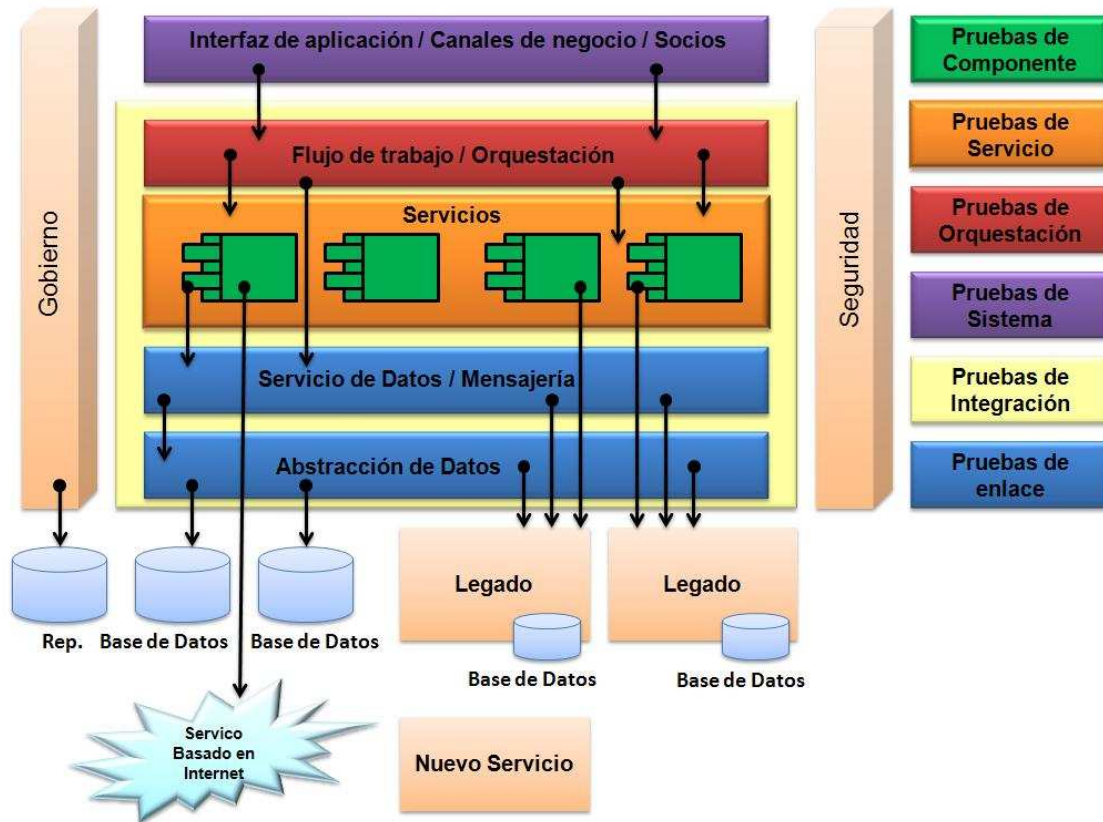 Interfaz de aplicación / Canales de negocio / Socios
Gobierno
Flujo de trabajo / Orquestación
Servicios
Servicio de Datos / Mensajería
Abstracción de Datos
Seguridad
Pruebas de
Componente
Pruebas de
Servicio
Pruebas de
Orquestación
Pruebas de
Sistema
Pruebas de
Integración
Pruebas de
enlace
Rep.
Base de Datos
Base de Datos
Legado
Base de Datos
Legado
Base de Datos
Servico
Basado en
Internet
Nuevo Servicio